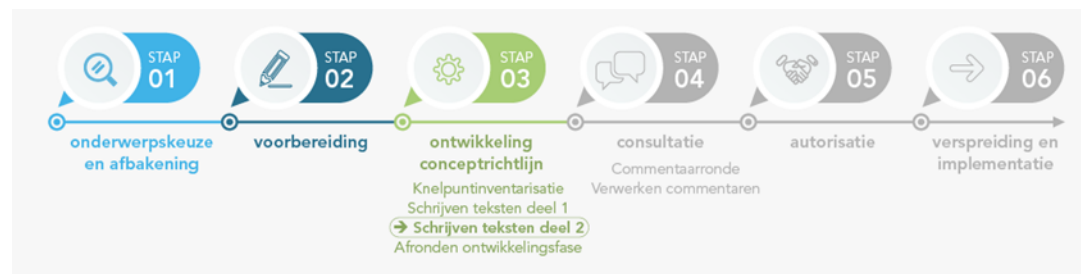 STAP
01
STAP
02
STAP
03
STAP
04
STAP
05
STAP
06
onderwerpskeuze
en afbakening
voorbereiding
ontwikkeling
conceptrichtlijn
Knelpuntinventarisatie
Schrijven teksten deel 1
→ Schrijven teksten deel 2
Afronden ontwikkelingsfase
consultatie
Commentaarronde
Verwerken commentaren
autorisatie
verspreiding en
implementatie